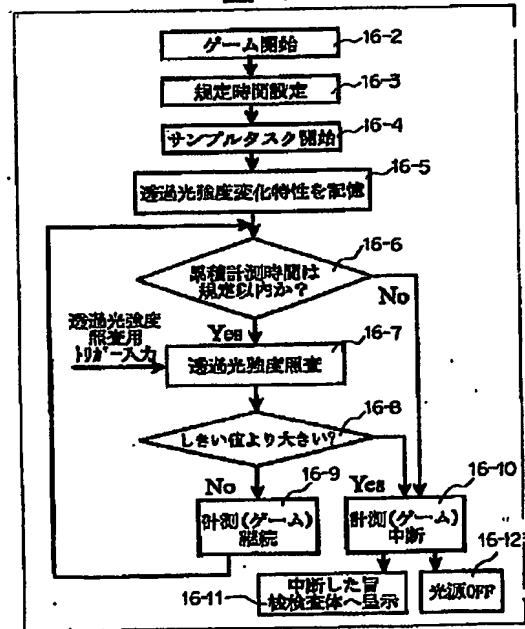 ゲーム開始
16-2
規定時間設定
16-3
サンプルタスク開始
16-4
透過光強度変化特性を記憶
16-5
累積計測時間は
規定以内か?
16-6
No
Yes
透過光強度
照査用
トリガー入力
透過光強度照査
16-7
しきい値より大きい?
16-8
No
Yes
計測(ゲーム)
継続
16-9
計測(ゲーム)
中断
16-10
中断した旨
被検査体へ呈示
16-11
光源OFF
16-12